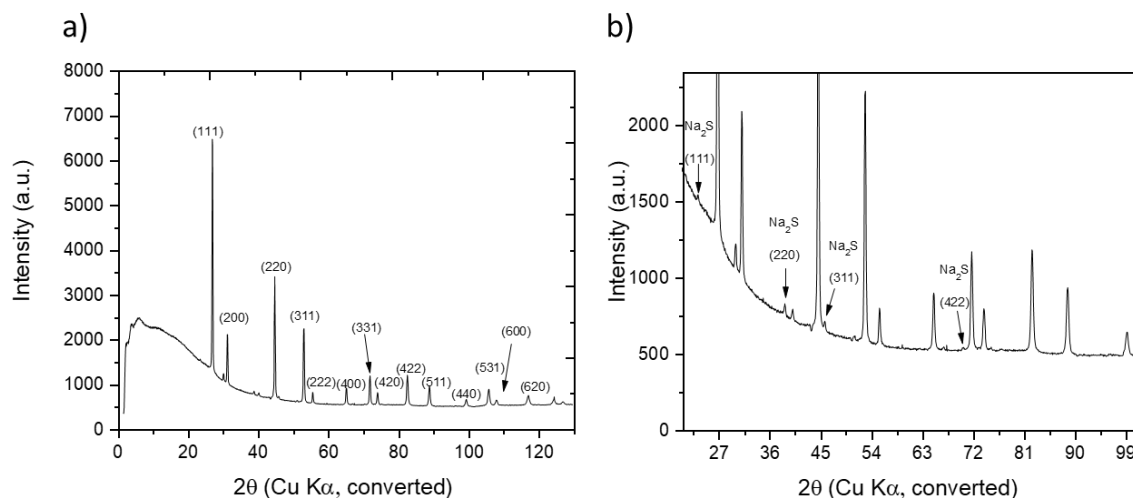 a)
8000
7000
6000
5000
4000
3000
2000
1000
0
Intensity (a.u.)
(111)
(200)
(220)
(311)
(222)
(331)
(400)
(420)
(422)
(511)
(440)
(531)
(600)
(620)
0 20 40 60 80 100 120
2θ (Cu Kα, converted)
b)
2000
1500
1000
500
0
Intensity (a.u.)
Na₂S
(111)
Na₂S
(220)
Na₂S
(311)
Na₂S
(422)
27 36 45 54 63 72 81 90 99
2θ (Cu Kα, converted)